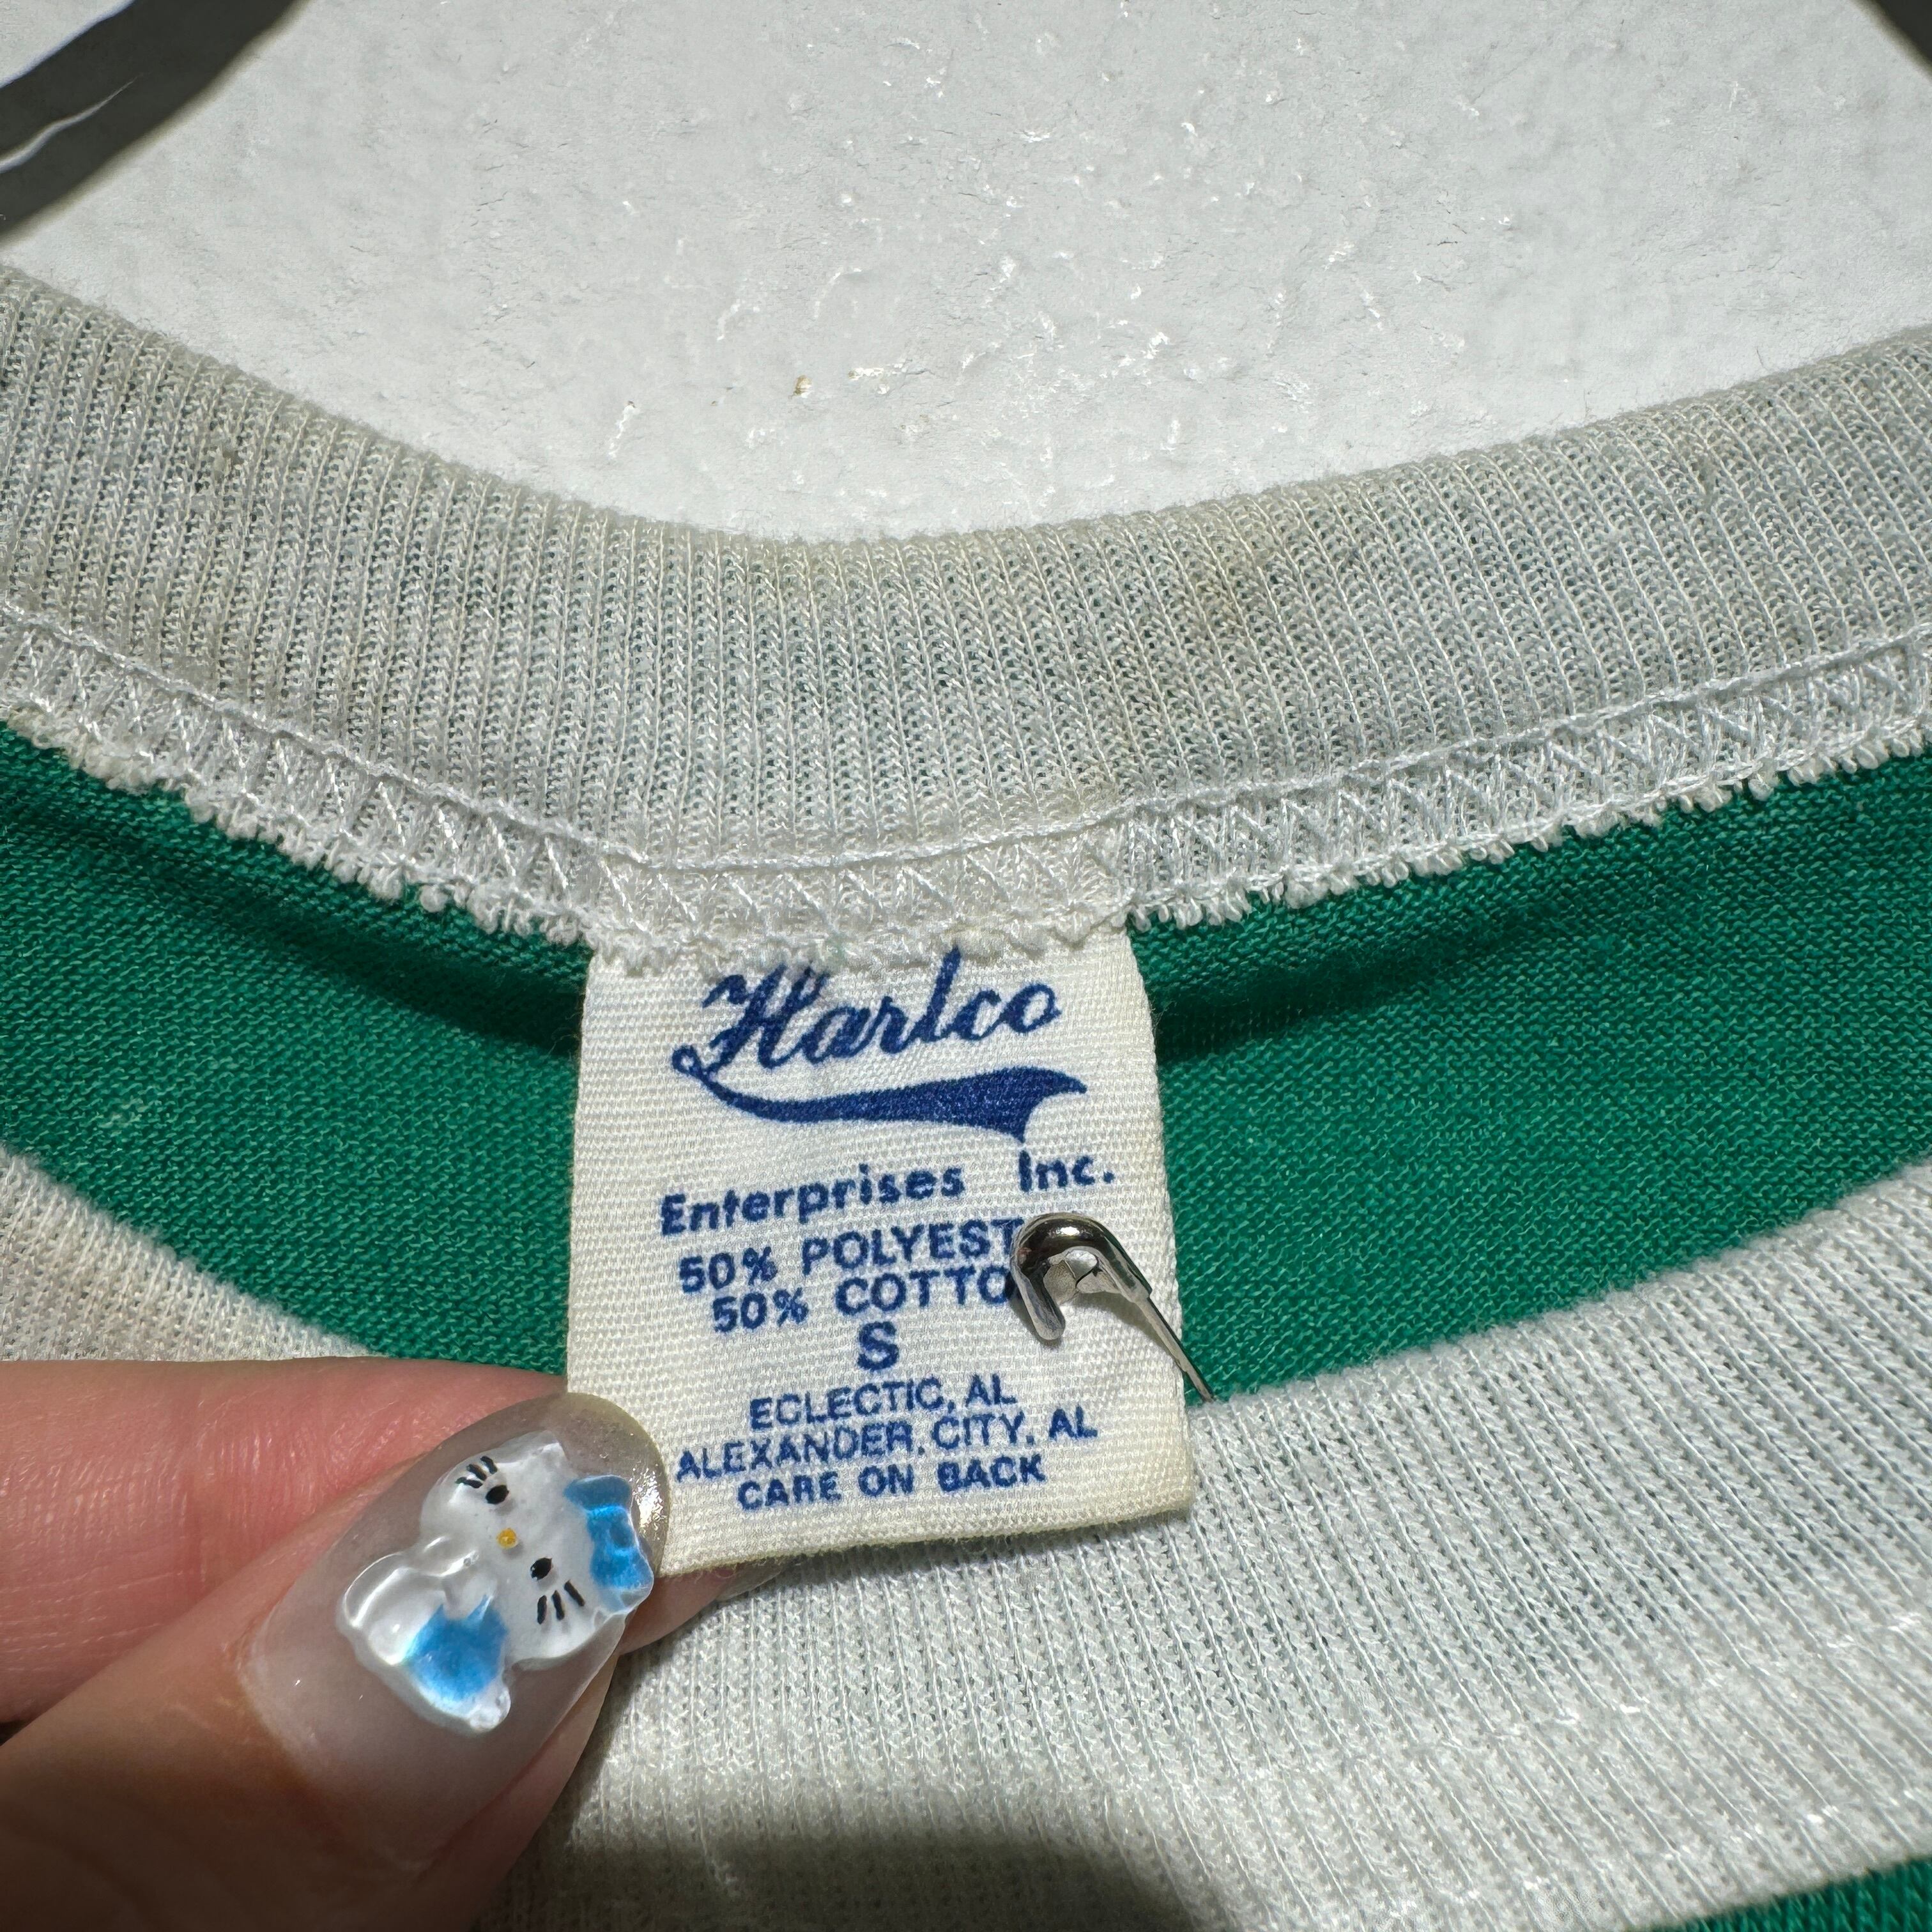 Harlco
Enterprises Inc.
50% POLYEST
50% COTTO
S
ECLECTIC, AL
ALEXANDER, CITY, AL
CARE ON BACK